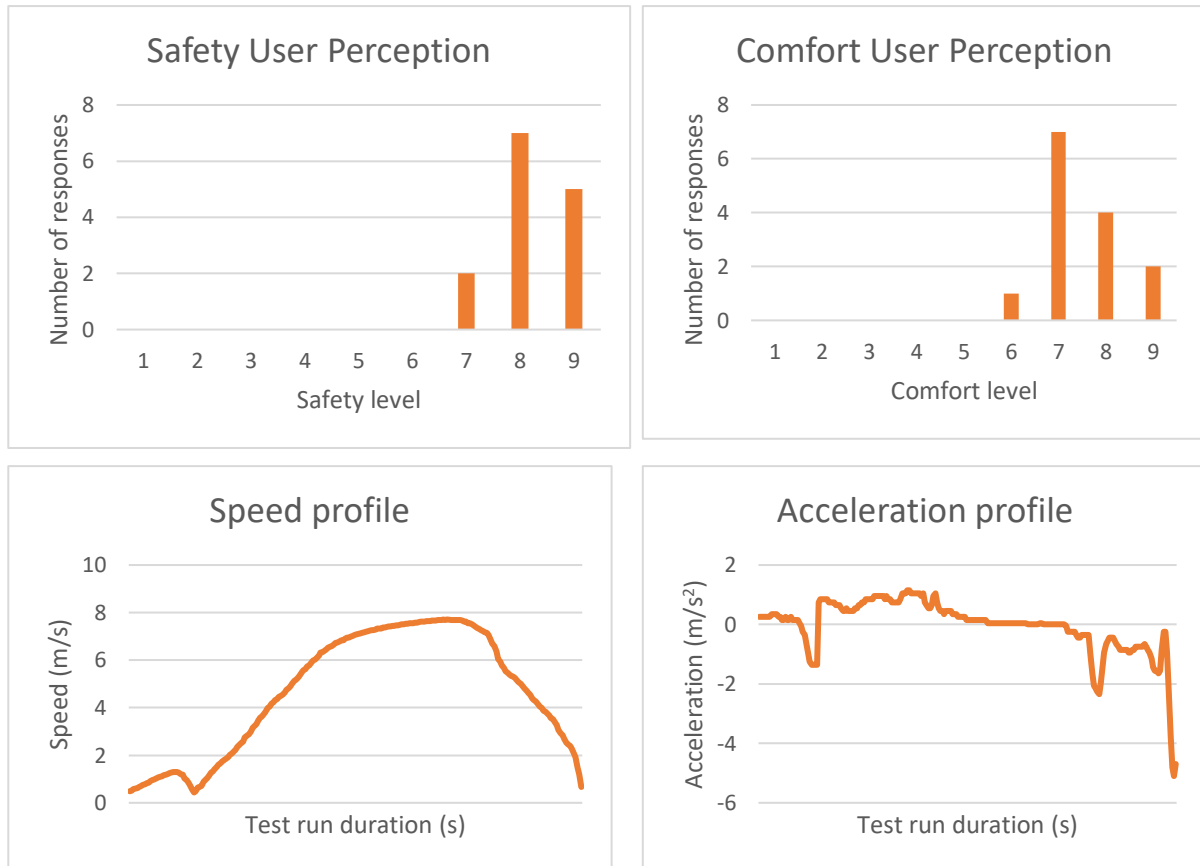 Safety User Perception
Number of responses
8
6
4
2
0
1 2 3 4 5 6 7 8 9
Safety level
Comfort User Perception
Number of responses
8
6
4
2
0
1 2 3 4 5 6 7 8 9
Comfort level
Speed profile
Speed (m/s)
10
8
6
4
2
0
Test run duration (s)
Acceleration profile
Acceleration (m/s²)
2
0
-2
-4
-6
Test run duration (s)